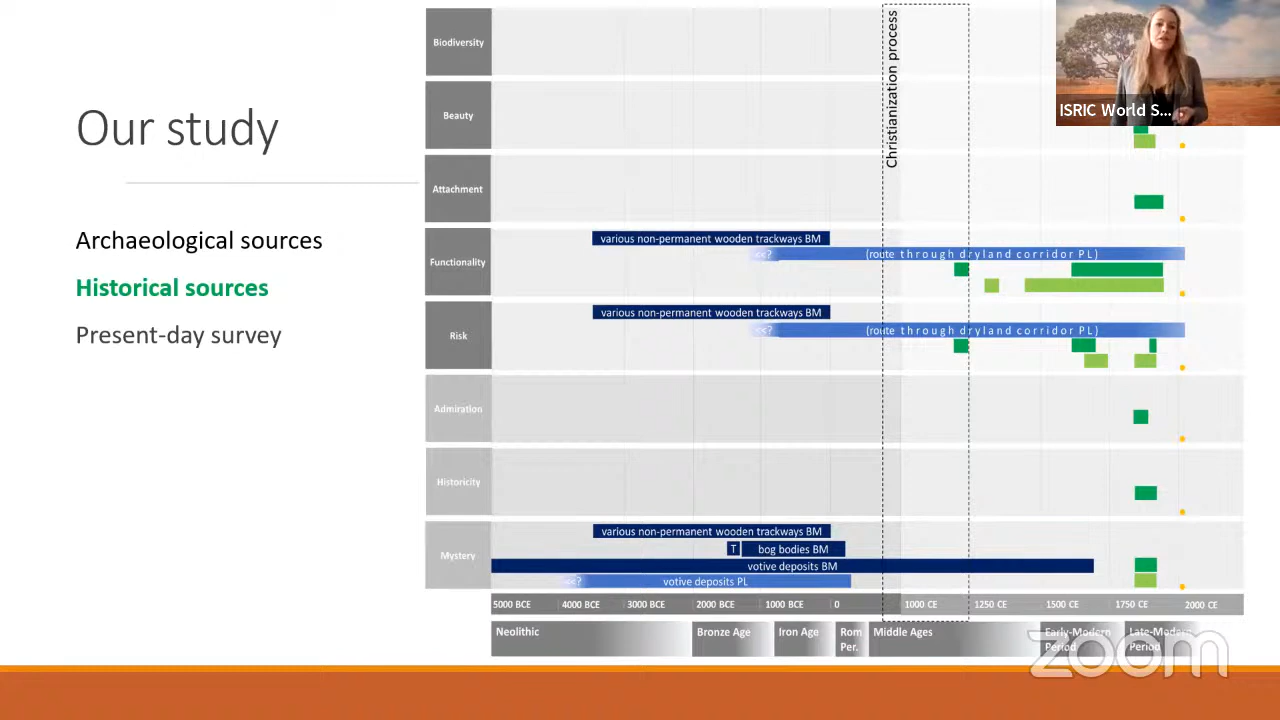 Our study
Archaeological sources
Historical sources
Present-day survey
Biodiversity
Beauty
Attachment
Functionality
Risk
Admiration
Historicity
Mystery
Christianization process
ISRIC World S...
various non-permanent wooden trackways BM
<<?
(route through dryland corridor PL)
various non-permanent wooden trackways BM
<<?
(route through dryland corridor PL)
various non-permanent wooden trackways BM
T
bog bodies BM
votive deposits BM
<<?
votive deposits PL
5000 BCE
4000 BCE
3000 BCE
2000 BCE
1000 BCE
0
1000 CE
1250 CE
1500 CE
1750 CE
2000 CE
Neolithic
Bronze Age
Iron Age
Rom
Per.
Middle Ages
Early-Modern
Period
Late-Modern
Period
zoom